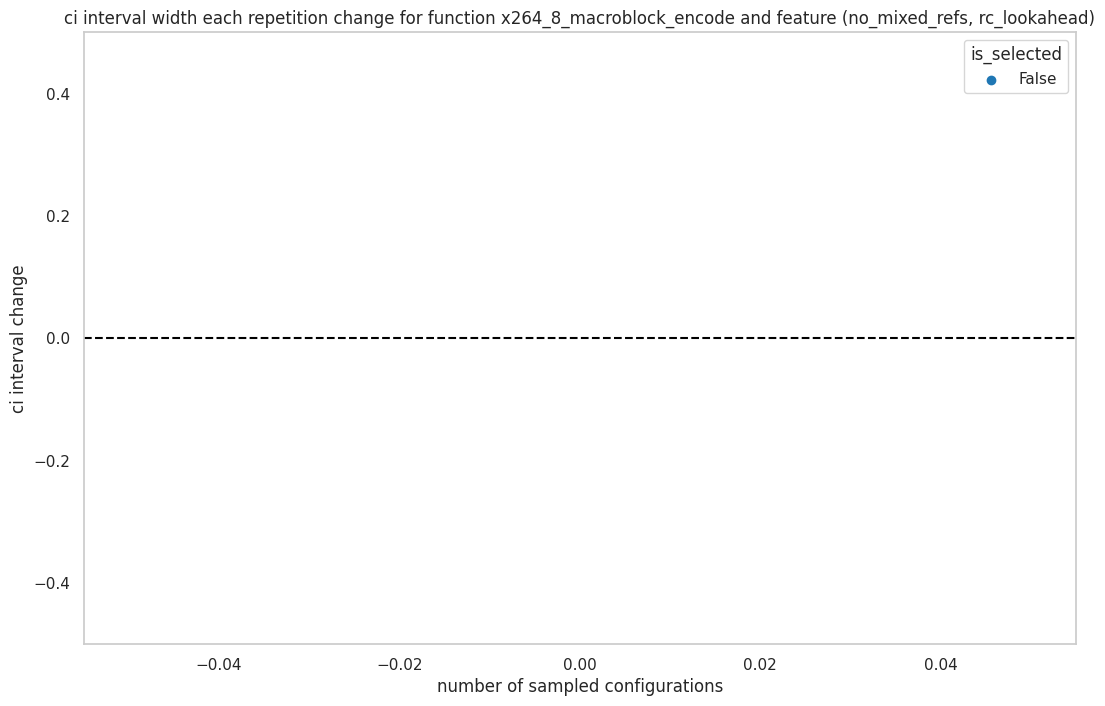 ci interval width each repetition change for function x264_8_macroblock_encode and feature (no_mixed_refs, rc_lookahead)
is_selected
False
0.4
0.2
0.0
−0.2
−0.4
ci interval change
−0.04
−0.02
0.00
0.02
0.04
number of sampled configurations